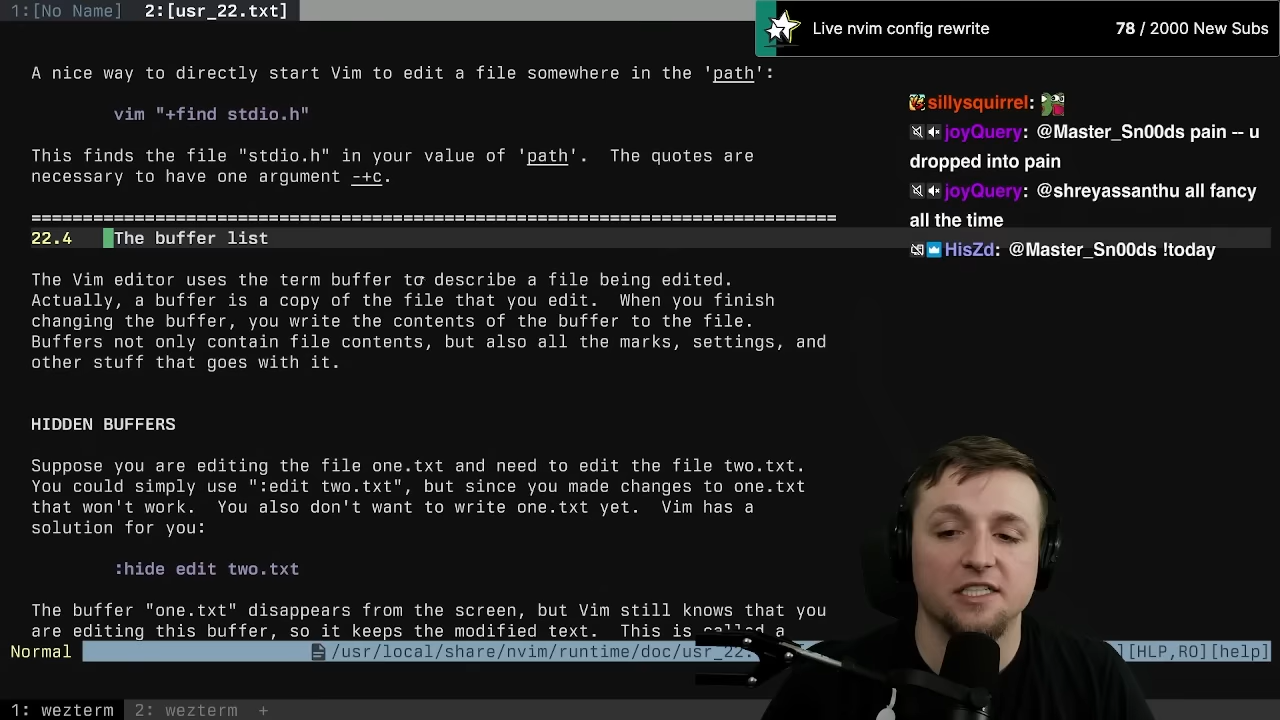 1:[No Name]  2:[usr_22.txt]
Live nvim config rewrite 78 / 2000 New Subs
A nice way to directly start Vim to edit a file somewhere in the 'path':
vim "+find stdio.h"
This finds the file "stdio.h" in your value of 'path'.  The quotes are
necessary to have one argument -+c.
==============================================================================
22.4 The buffer list
The Vim editor uses the term buffer to describe a file being edited.
Actually, a buffer is a copy of the file that you edit.  When you finish
changing the buffer, you write the contents of the buffer to the file.
Buffers not only contain file contents, but also all the marks, settings, and
other stuff that goes with it.
HIDDEN BUFFERS
Suppose you are editing the file one.txt and need to edit the file two.txt.
You could simply use ":edit two.txt", but since you made changes to one.txt
that won't work.  You also don't want to write one.txt yet.  Vim has a
solution for you:
:hide edit two.txt
The buffer "one.txt" disappears from the screen, but Vim still knows that you
are editing this buffer, so it keeps the modified text.  This is called a
sillysquirrel:
joyQuery: @Master_Sn00ds pain -- u
dropped into pain
joyQuery: @shreyassanthu all fancy
all the time
HisZd: @Master_Sn00ds !today
Normal /usr/local/share/nvim/runtime/doc/usr_22. ][HLP,RO][help]
1: wezterm  2: wezterm  +